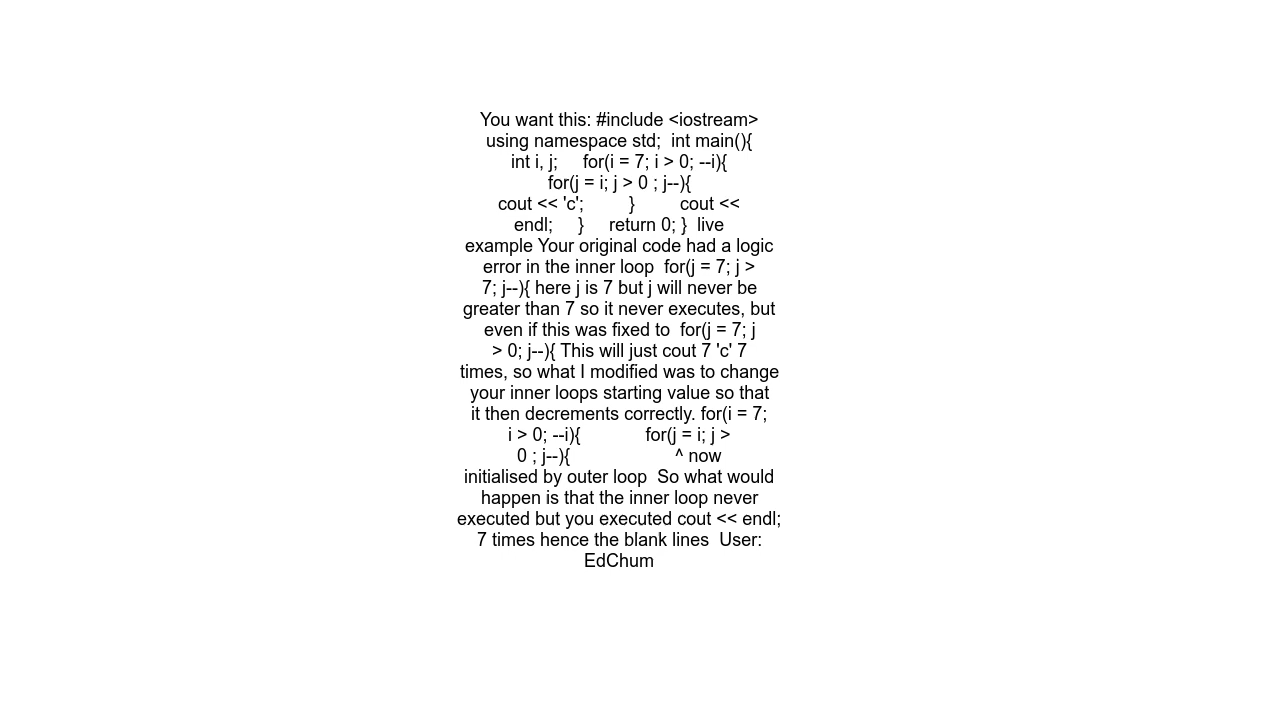 You want this: #include <iostream>
using namespace std;  int main(){
int i, j;     for(i = 7; i > 0; --i){
for(j = i; j > 0 ; j--){
cout << 'c';         }         cout <<
endl;     }     return 0; }  live
example Your original code had a logic
error in the inner loop  for(j = 7; j >
7; j--){ here j is 7 but j will never be
greater than 7 so it never executes, but
even if this was fixed to  for(j = 7; j
> 0; j--){ This will just cout 7 'c' 7
times, so what I modified was to change
your inner loops starting value so that
it then decrements correctly. for(i = 7;
i > 0; --i){             for(j = i; j >
0 ; j--){                     ^ now
initialised by outer loop  So what would
happen is that the inner loop never
executed but you executed cout << endl;
7 times hence the blank lines  User:
EdChum